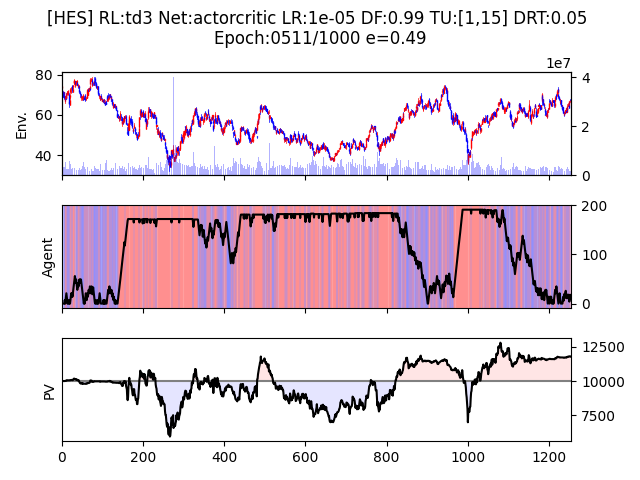 [HES] RL:td3 Net:actorcritic LR:1e-05 DF:0.99 TU:[1,15] DRT:0.05
Epoch:0511/1000 e=0.49
1e7
80
60
40
Env.
4
2
0
Agent
200
100
0
PV
12500
10000
7500
0 200 400 600 800 1000 1200